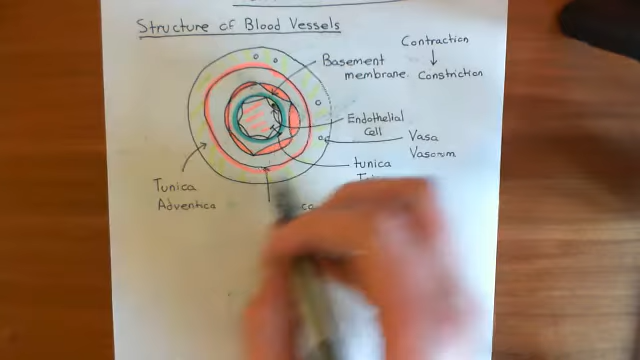 Structure of Blood Vessels
Contraction
Constriction
Basement
membrane
Endothelial
Cell
Vasa
Vasorum
tunica
Tunica
Adventica